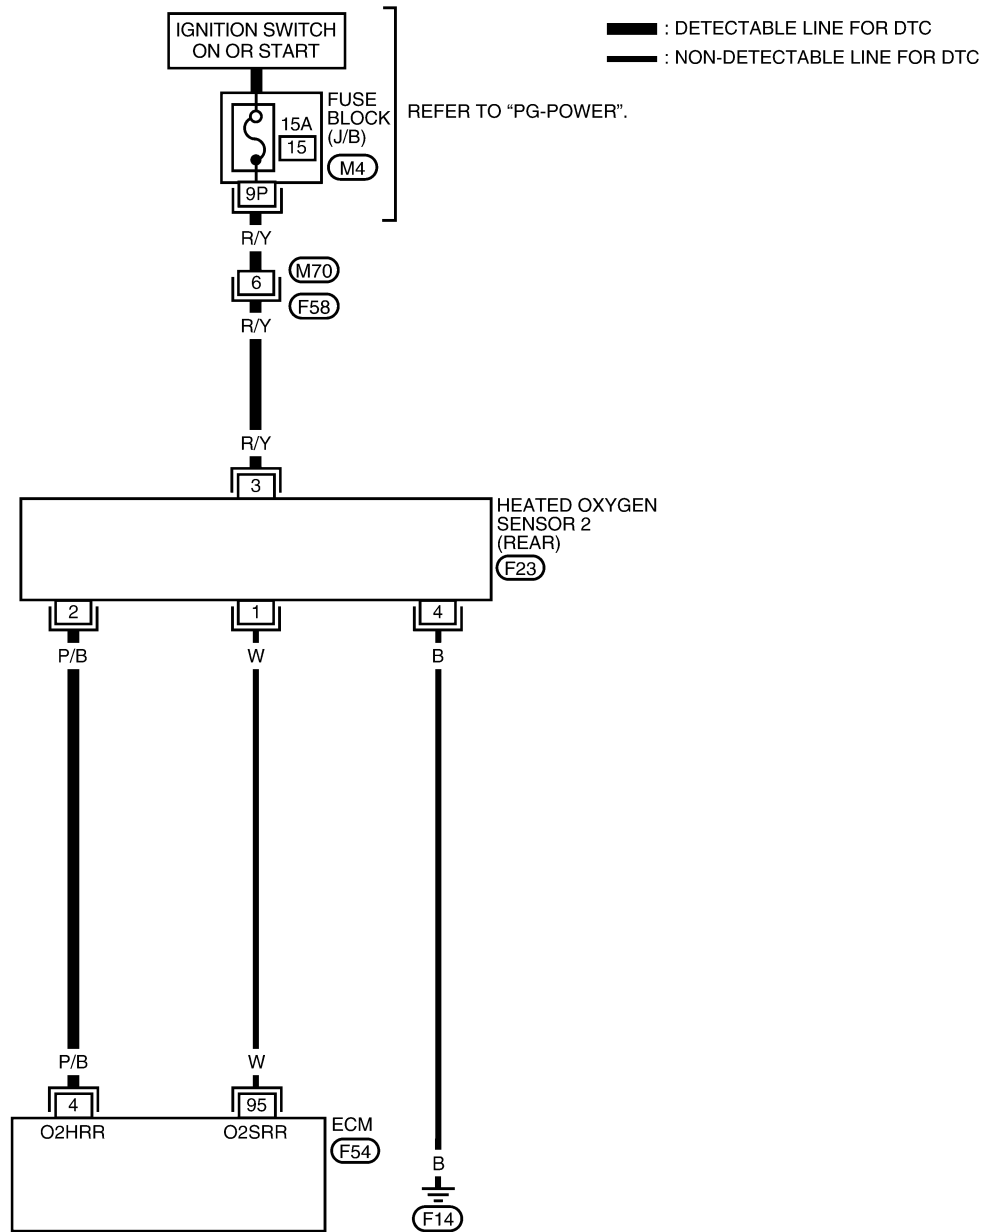 IGNITION SWITCH
ON OR START
: DETECTABLE LINE FOR DTC
: NON-DETECTABLE LINE FOR DTC
FUSE
BLOCK
(J/B)
M4
15A
15
REFER TO “PG-POWER”.
9P
R/Y
6
M70
F58
R/Y
R/Y
3
HEATED OXYGEN
SENSOR 2
(REAR)
F23
2
1
4
P/B
W
B
P/B
W
4
95
O2HRR
O2SRR
ECM
F54
B
F14